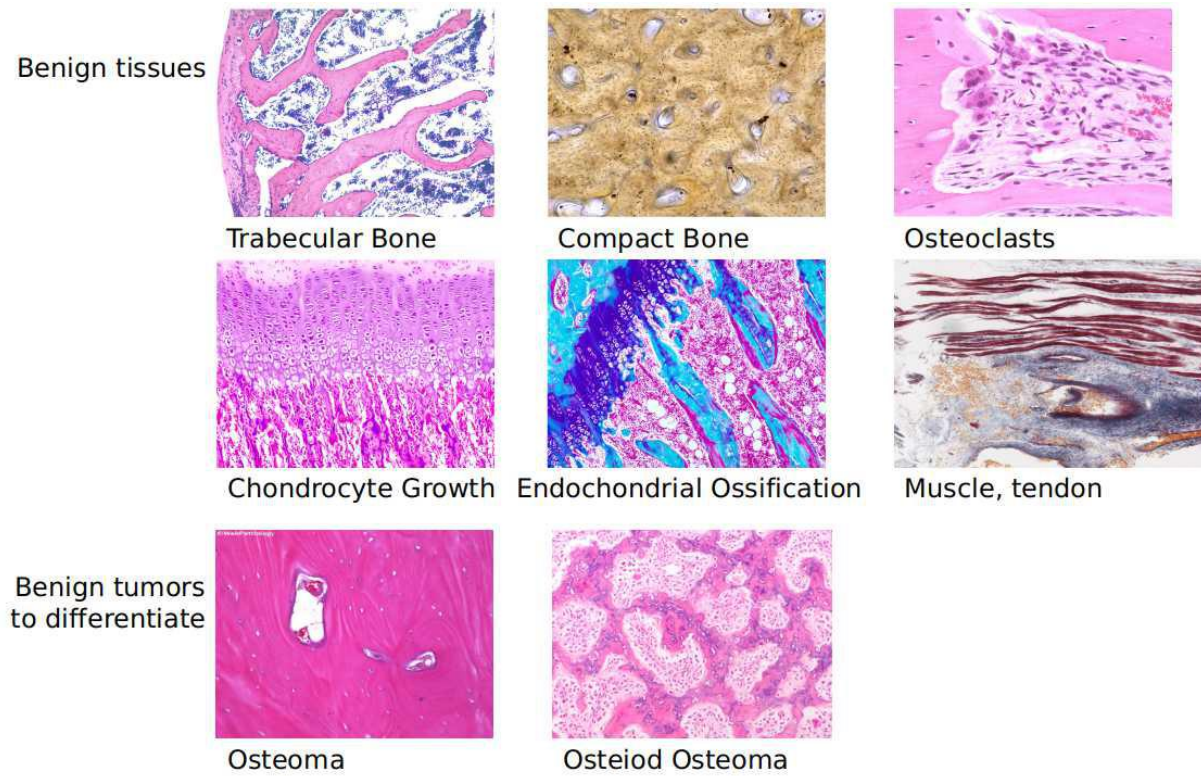 Benign tissues
Trabecular Bone
Compact Bone
Osteoclasts
Chondrocyte Growth
Endochondrial Ossification
Muscle, tendon
Benign tumors
to differentiate
Osteoma
Osteiod Osteoma